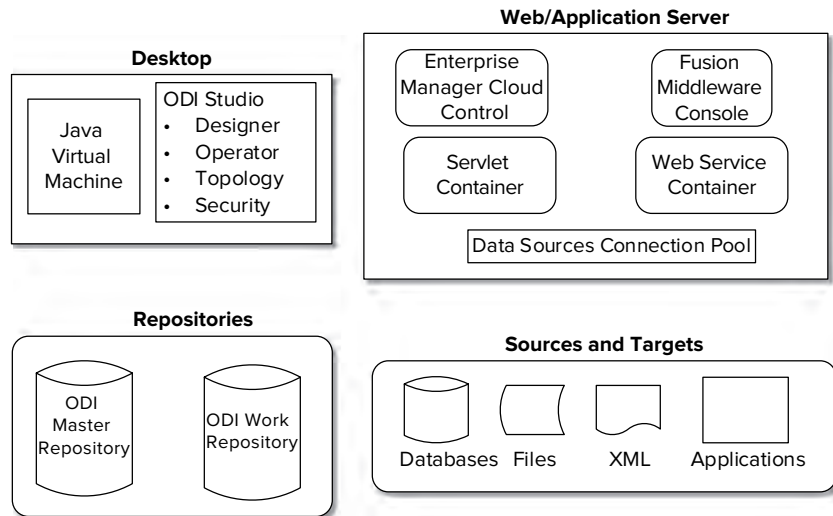 Desktop
Java
Virtual
Machine
ODI Studio
• Designer
• Operator
• Topology
• Security
Web/Application Server
Enterprise
Manager Cloud
Control
Fusion
Middleware
Console
Servlet
Container
Web Service
Container
Data Sources Connection Pool
Repositories
ODI
Master
Repository
ODI Work
Repository
Sources and Targets
Databases
Files
XML
Applications